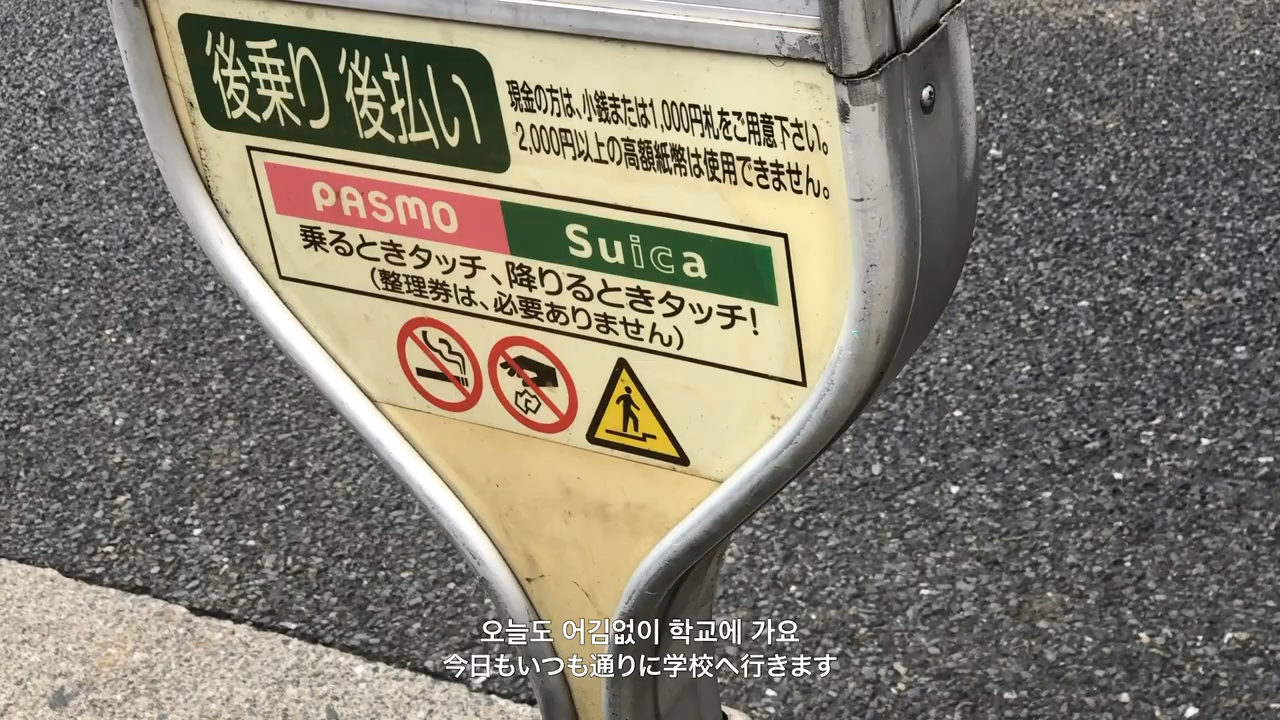 後乗り 後払い
現金の方は、小銭または1,000円札をご用意下さい。
2,000円以上の高額紙幣は使用できません。
PASMO Suica
乗るときタッチ、降りるときタッチ!
(整理券は、必要ありません)
오늘도 어김없이 학교에 가요
今日もいつも通りに学校へ行きます